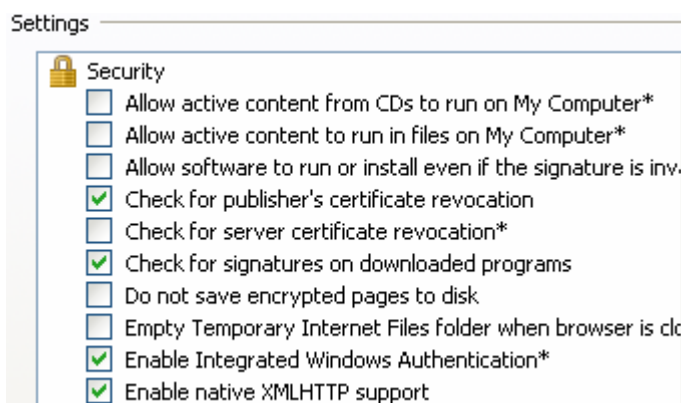 Settings
Security
Allow active content from CDs to run on My Computer*
Allow active content to run in files on My Computer*
Allow software to run or install even if the signature is
Check for publisher's certificate revocation
Check for server certificate revocation*
Check for signatures on downloaded programs
Do not save encrypted pages to disk
Empty Temporary Internet Files folder when browser is
Enable Integrated Windows Authentication*
Enable native XMLHTTP support